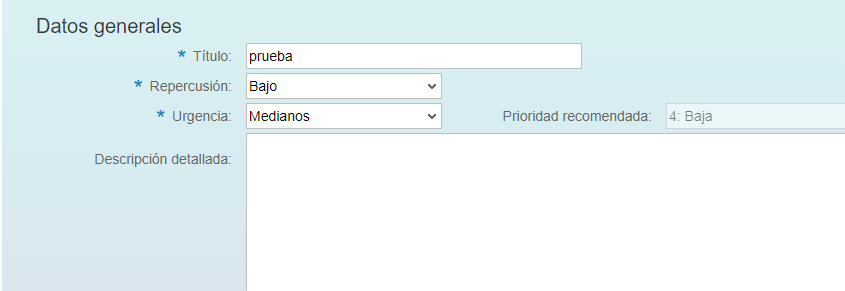 Datos generales
* Título: prueba
* Repercusión: Bajo
* Urgencia: Medianos Prioridad recomendada: 4: Baja
Descripción detallada: